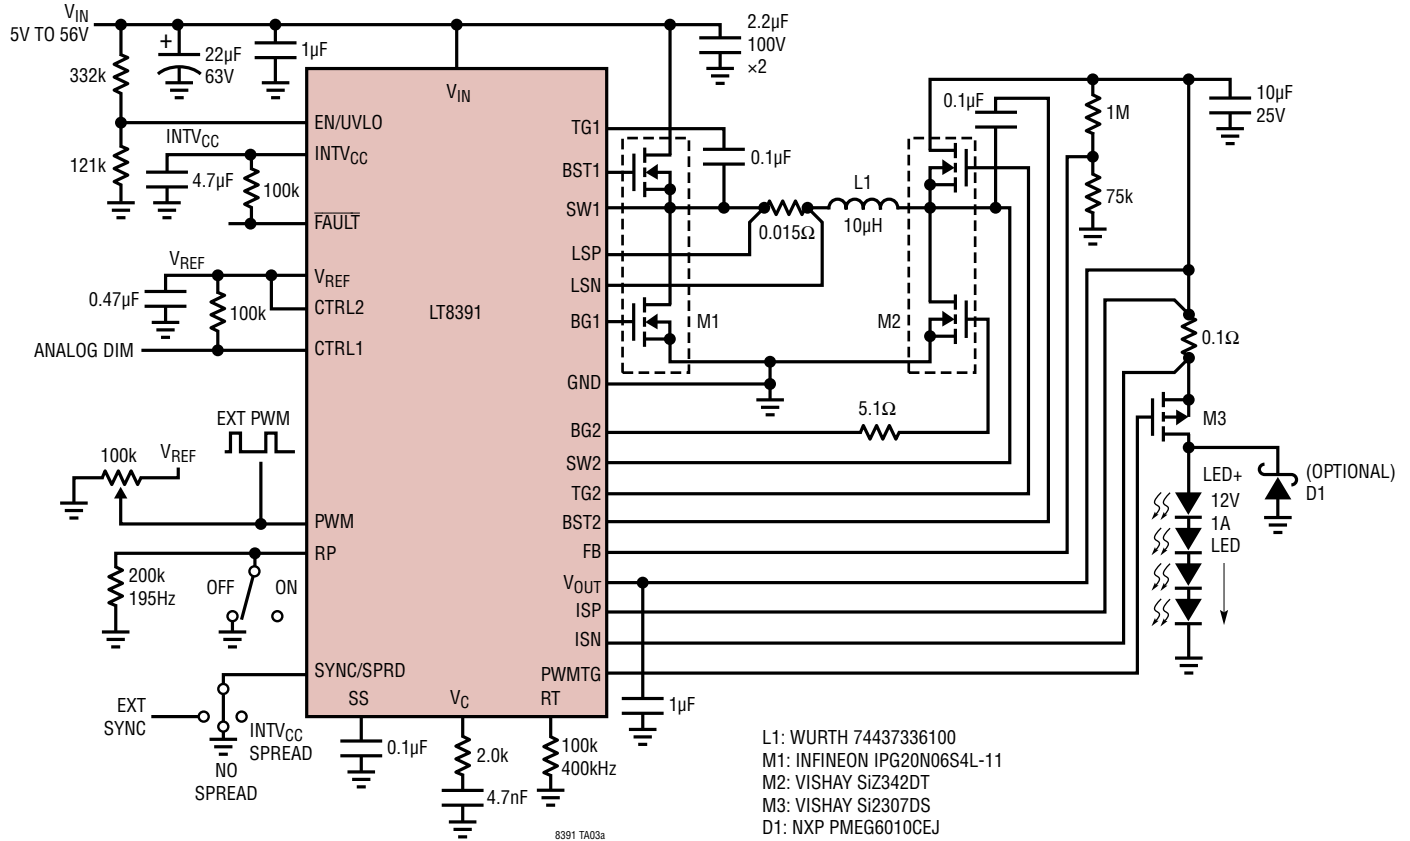 VIN
5V TO 56V
332k
+
22µF
63V
1µF
2.2µF
100V
×2
121k
INTVCC
4.7µF
100k
VREF
0.47µF
100k
ANALOG DIM
EXT PWM
100k
VREF
200k
195Hz
OFF
ON
EXT
SYNC
INTVCC
SPREAD
NO
SPREAD
VIN
EN/UVLO
INTVCC
FAULT
VREF
CTRL2
CTRL1
PWM
RP
SYNC/SPRD
SS
VC
RT
LT8391
TG1
BST1
SW1
LSP
LSN
BG1
GND
BG2
SW2
TG2
BST2
FB
VOUT
ISP
ISN
PWMTG
0.1µF
2.0k
4.7nF
100k
400kHz
1µF
0.1µF
M1
0.015Ω
L1
10µH
M2
5.1Ω
0.1µF
1M
75k
10µF
25V
0.1Ω
M3
LED+
12V
1A
LED
(OPTIONAL)
D1
L1: WURTH 74437336100
M1: INFINEON IPG20N06S4L-11
M2: VISHAY SiZ342DT
M3: VISHAY Si2307DS
D1: NXP PMEG6010CEJ
8391 TA03a